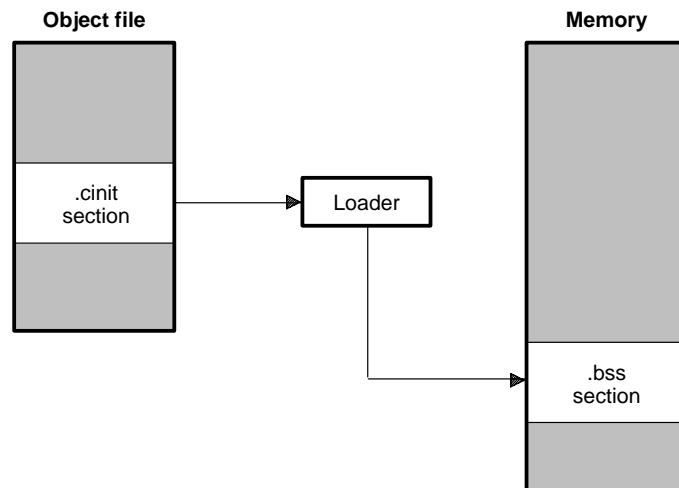 Object file
Memory
.cinit
section
Loader
.bss
section